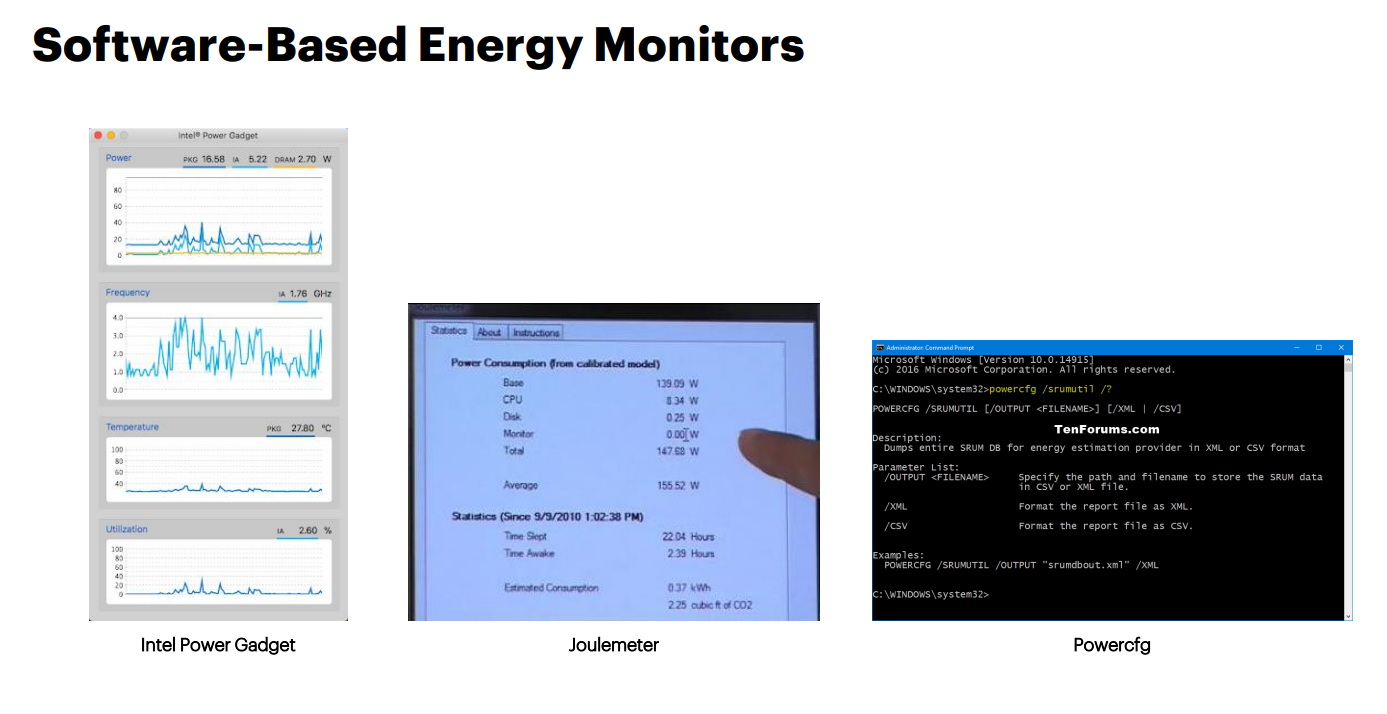 Software-Based Energy Monitors
Intel® Power Gadget
Power PKG 16.58 IA 5.22 DRAM 2.70 W
80
60
40
20
0
Frequency IA 1.76 GHz
4.0
3.0
2.0
1.0
0.0
Temperature PKG 27.80 ºC
100
80
60
40
Utilization IA 2.60 %
100
80
60
40
20
0
Intel Power Gadget
Joulemeter
Statistics About Instructions
Power Consumption (from calibrated model)
Base 139.09 W
CPU 8.34 W
Disk 0.25 W
Monitor 0.00 W
Total 147.68 W
Average 155.52 W
Statistics (Since 9/9/2010 1:02:38 PM)
Time Slept 22.04 Hours
Time Awake 2.39 Hours
Estimated Consumption 0.37 kWh
2.25 cubic ft of CO2
Joulemeter
Administrator: Command Prompt
Microsoft Windows [Version 10.0.14915]
(c) 2016 Microsoft Corporation. All rights reserved.
C:\WINDOWS\system32>powercfg /srumutil /?
POWERCFG /SRUMUTIL [/OUTPUT <FILENAME>] [/XML | /CSV]
TenForums.com
Description:
Dumps entire SRUM DB for energy estimation provider in XML or CSV format
Parameter List:
/OUTPUT <FILENAME> Specify the path and filename to store the SRUM data
in CSV or XML file.
/XML Format the report file as XML.
/CSV Format the report file as CSV.
Examples:
POWERCFG /SRUMUTIL /OUTPUT "srumdbout.xml" /XML
C:\WINDOWS\system32>
Powercfg